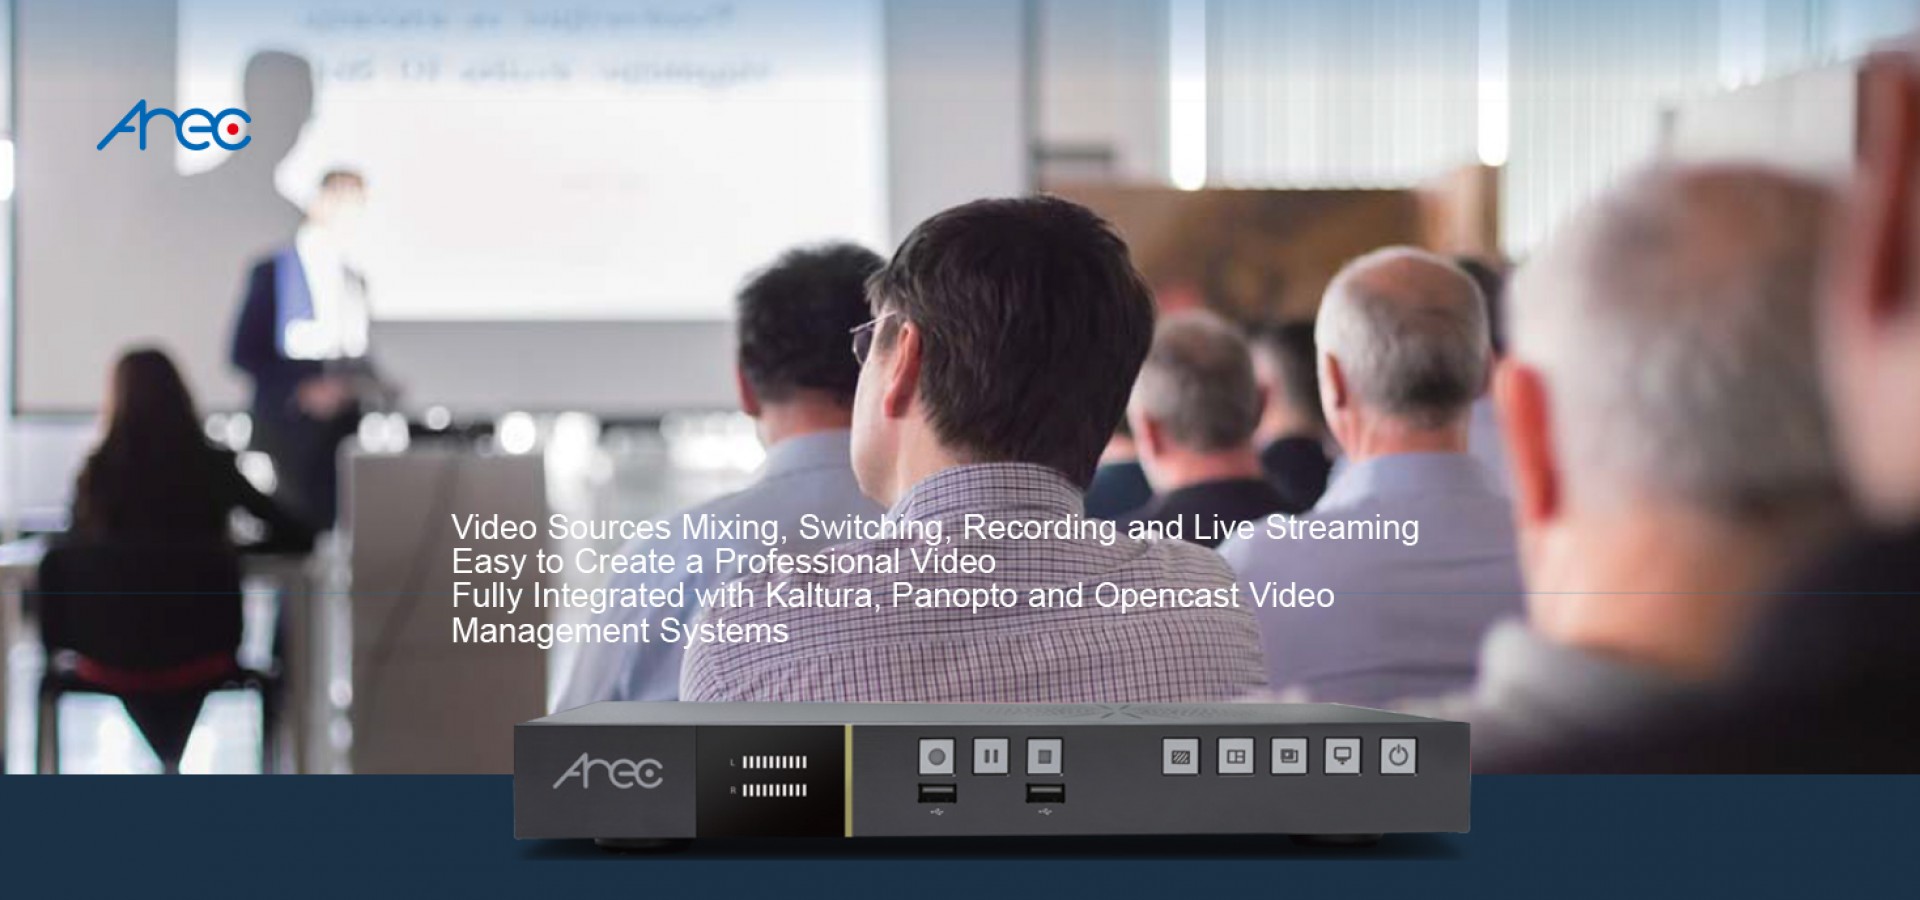 Arec
Video Sources Mixing, Switching, Recording and Live Streaming
Easy to Create a Professional Video
Fully Integrated with Kaltura, Panopto and Opencast Video
Management Systems
Arec
L
R